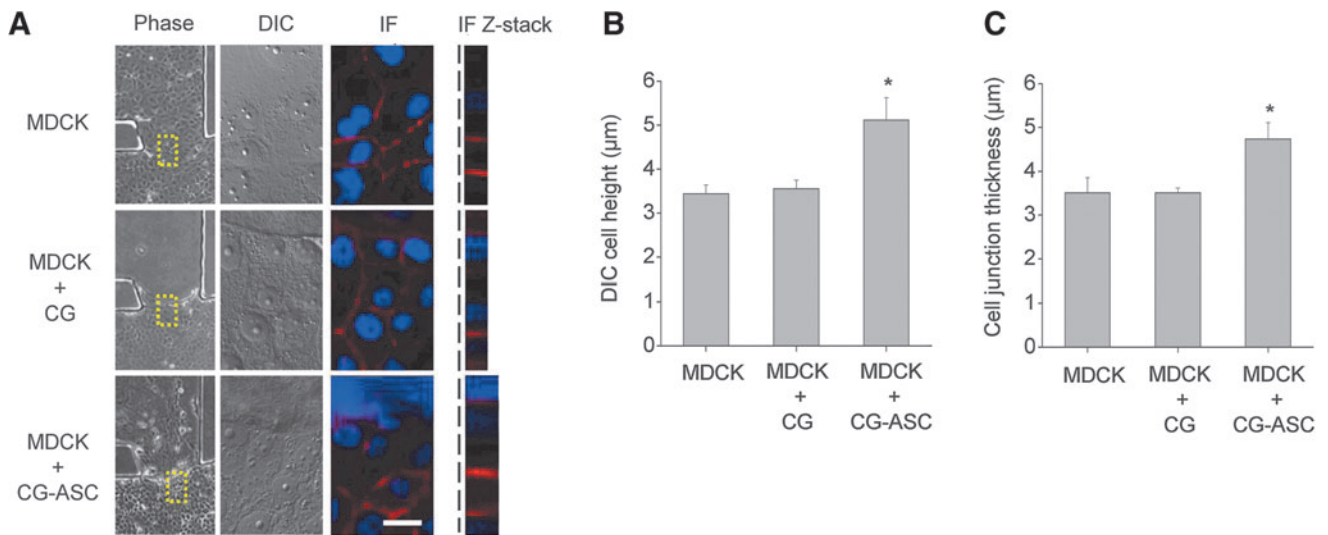 A
Phase DIC IF IF Z-stack
MDCK
MDCK
+
CG
MDCK
+
CG-ASC
B
DIC cell height (μm)
6
5
4
3
2
1
0
*
MDCK MDCK MDCK
+ +
CG CG-ASC
C
Cell junction thickness (μm)
6
5
4
3
2
1
0
*
MDCK MDCK MDCK
+ +
CG CG-ASC